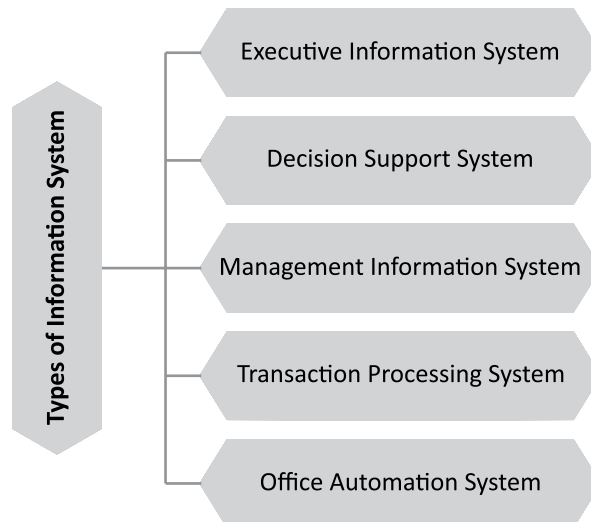 Types of Information System
Executive Information System
Decision Support System
Management Information System
Transaction Processing System
Office Automation System